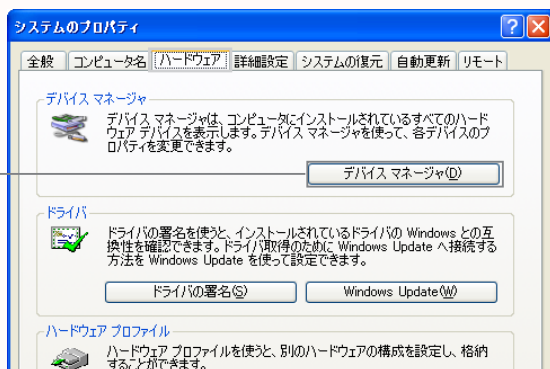 システムのプロパティ
全般 コンピュータ名 ハードウェア 詳細設定 システムの復元 自動更新 リモート
デバイス マネージャ
デバイス マネージャは、コンピュータにインストールされているすべてのハード
ウェア デバイスを表示します。デバイス マネージャを使って、各デバイスのプ
ロパティを変更できます。
デバイス マネージャ(D)
ドライバ
ドライバの署名を使うと、インストールされているドライバの Windows との互
換性を確認できます。ドライバ取得のために Windows Update へ接続する
方法を Windows Update を使って設定できます。
ドライバの署名(S) Windows Update(W)
ハードウェア プロファイル
ハードウェア プロファイルを使うと、別のハードウェアの構成を設定し、格納
することができます。